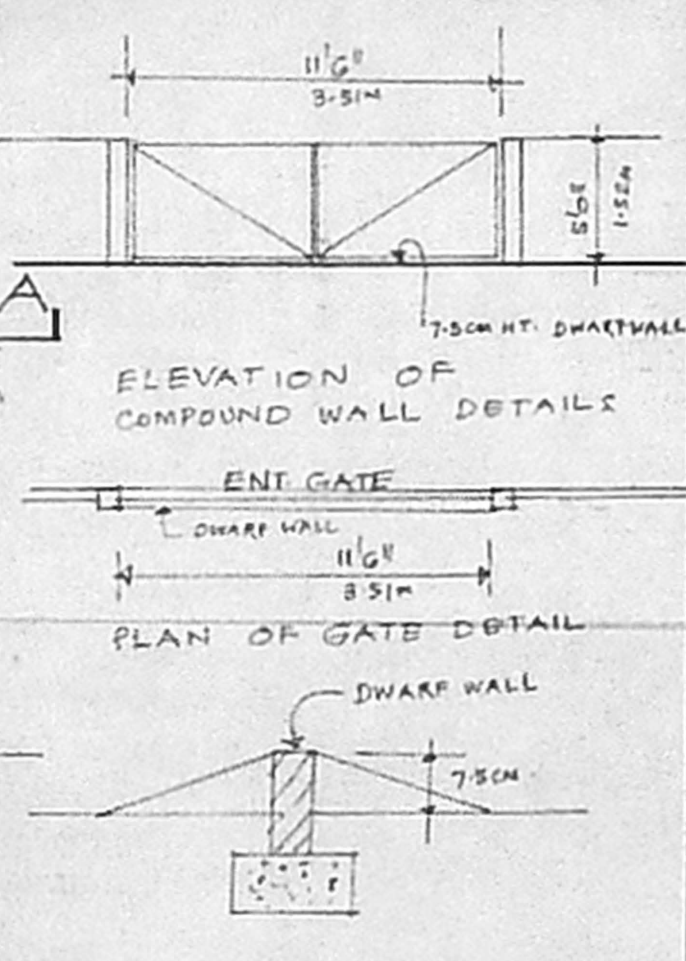 11'6"
3.51M
5'0"
1.52M
7.5CM HT. DWARFWALL
ELEVATION OF
COMPOUND WALL DETAILS
ENT. GATE
DWARF WALL
11'6"
3.51M
PLAN OF GATE DETAIL
DWARF WALL
7.5CM